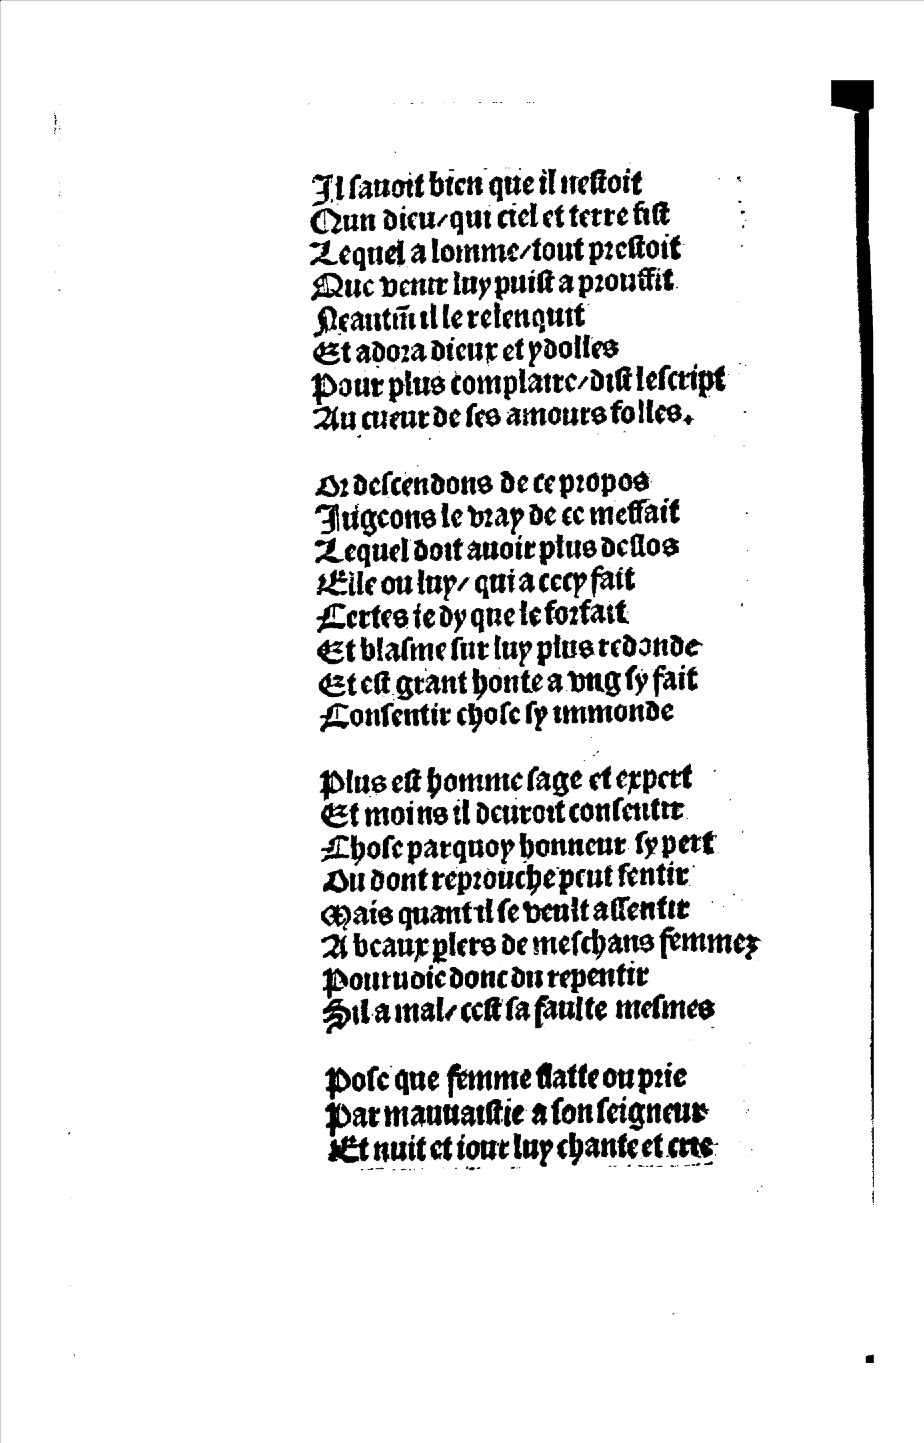 Il sauoit bien que il nestoit
Qun dieu/ qui ciel et terre fist
Lequel a lomme/ tout prestoit
Que venir luy puist a prouffit
Neantm̄ il le relenquit
Et adora dieux et ydolles
Pour plus complaire/ dist lescript
Au cueur de ses amours folles.

Or descendons de ce propos
Iugeons le vray de ce meffait
Lequel doit auoir plus deslos
Elle ou luy/ qui a cecy fait
Certes ie dy que le forfait
Et blasme sur luy plus redonde
Et est grant honte a vng sy fait
Consentir chose sy immonde

Plus est homme sage et expert
Et moins il deuroit consentir
Chose parquoy honneur sy pert
Ou dont reprouche peut sentir
Mais quant il se veult assentir
A beaux plers de meschans femmez
Pouruoie donc du repentir
Sil a mal/ cest sa faulte mesmes

Pose que femme flatte ou prie
Par mauuaistie a son seigneur
Et nuit et iour luy chante et crie